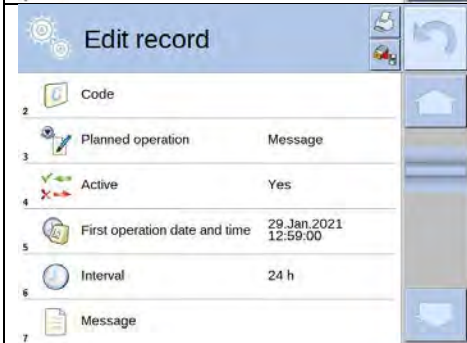 Edit record
2 Code
3 Planned operation Message
4 Active Yes
5 First operation date and time 29.Jan.2021
12:59:00
6 Interval 24 h
7 Message